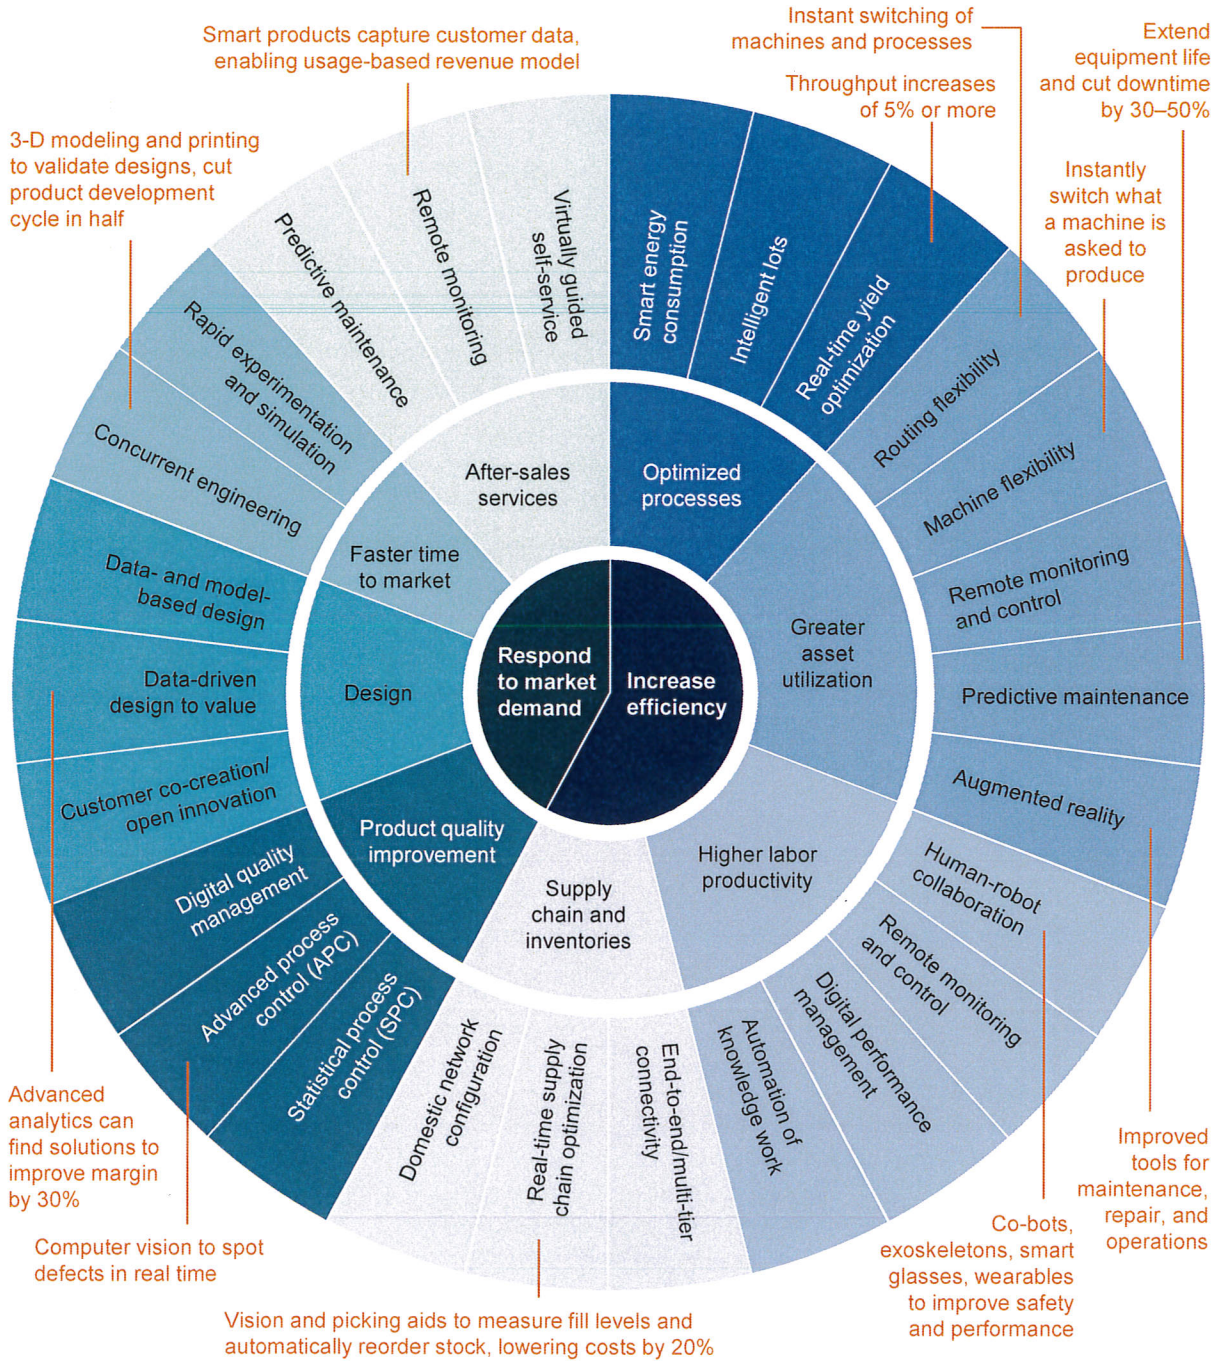 Smart products capture customer data,
enabling usage-based revenue model
Instant switching of
machines and processes
Throughput increases
of 5% or more
Extend
equipment life
and cut downtime
by 30–50%
Instantly
switch what
a machine is
asked to
produce
3-D modeling and printing
to validate designs, cut
product development
cycle in half
Predictive maintenance
Remote monitoring
Virtually guided
self-service
Smart energy
consumption
Intelligent lots
Real-time yield
optimization
Routing flexibility
Machine flexibility
Remote monitoring
and control
Predictive maintenance
Augmented reality
Human-robot
collaboration
Remote monitoring
and control
Digital performance
management
Automation of
knowledge work
End-to-end/multi-tier
connectivity
Real-time supply
chain optimization
Domestic network
configuration
Statistical process
control (SPC)
Advanced process
control (APC)
Digital quality
management
Customer co-creation/
open innovation
Data-driven
design to value
Data- and model-
based design
Concurrent engineering
Rapid experimentation
and simulation
After-sales
services
Optimized
processes
Greater
asset
utilization
Higher labor
productivity
Supply
chain and
inventories
Product quality
improvement
Design
Faster time
to market
Respond
to market
demand
Increase
efficiency
Advanced
analytics can
find solutions to
improve margin
by 30%
Computer vision to spot
defects in real time
Vision and picking aids to measure fill levels and
automatically reorder stock, lowering costs by 20%
Co-bots,
exoskeletons, smart
glasses, wearables
to improve safety
and performance
Improved
tools for
maintenance,
repair, and
operations